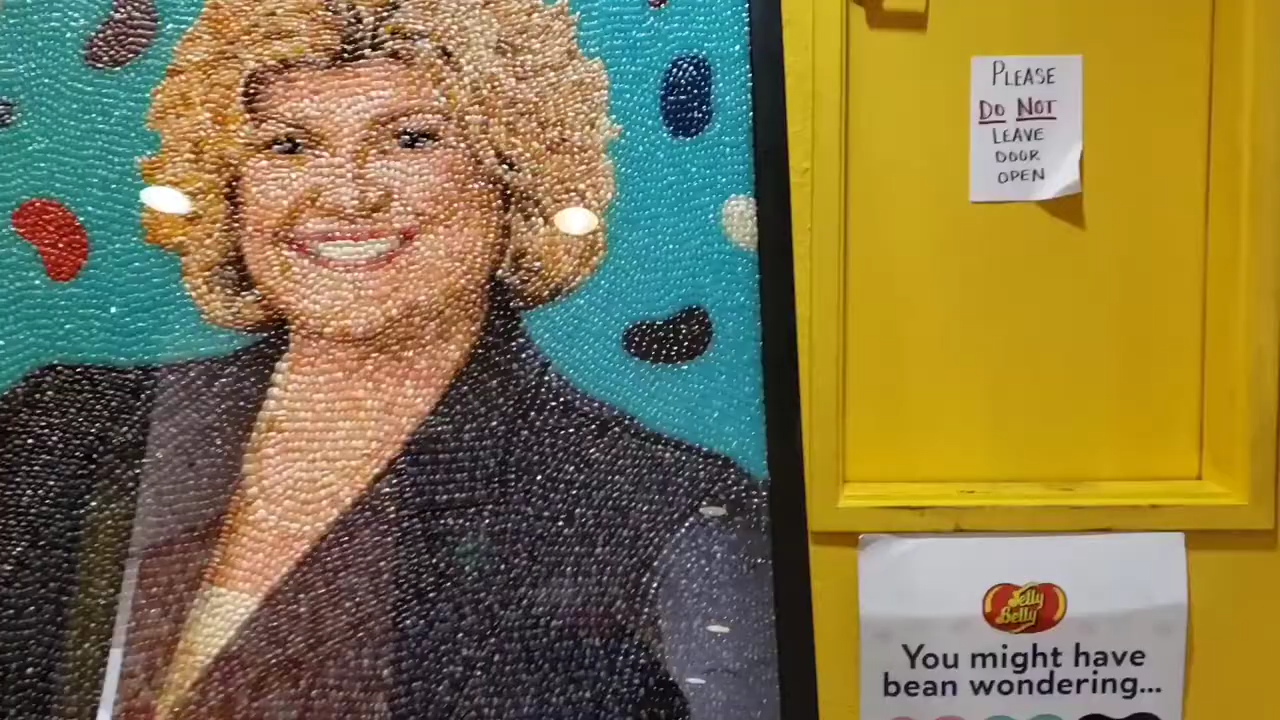 PLEASE
DO NOT
LEAVE
DOOR
OPEN
Jelly
Belly
You might have
bean wondering...